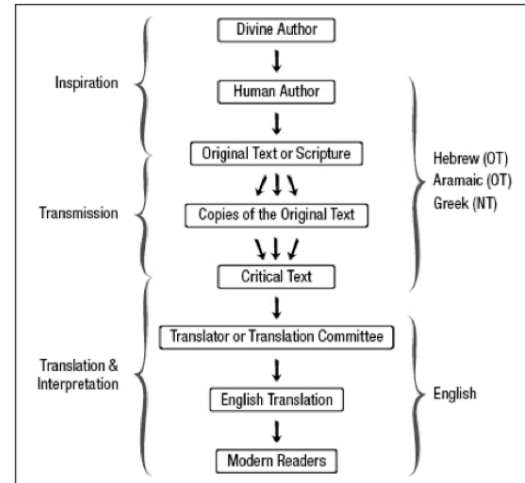 Divine Author
Inspiration
Human Author
Original Text or Scripture
Hebrew (OT)
Aramaic (OT)
Greek (NT)
Transmission
Copies of the Original Text
Critical Text
Translator or Translation Committee
Translation &
Interpretation
English
English Translation
Modern Readers